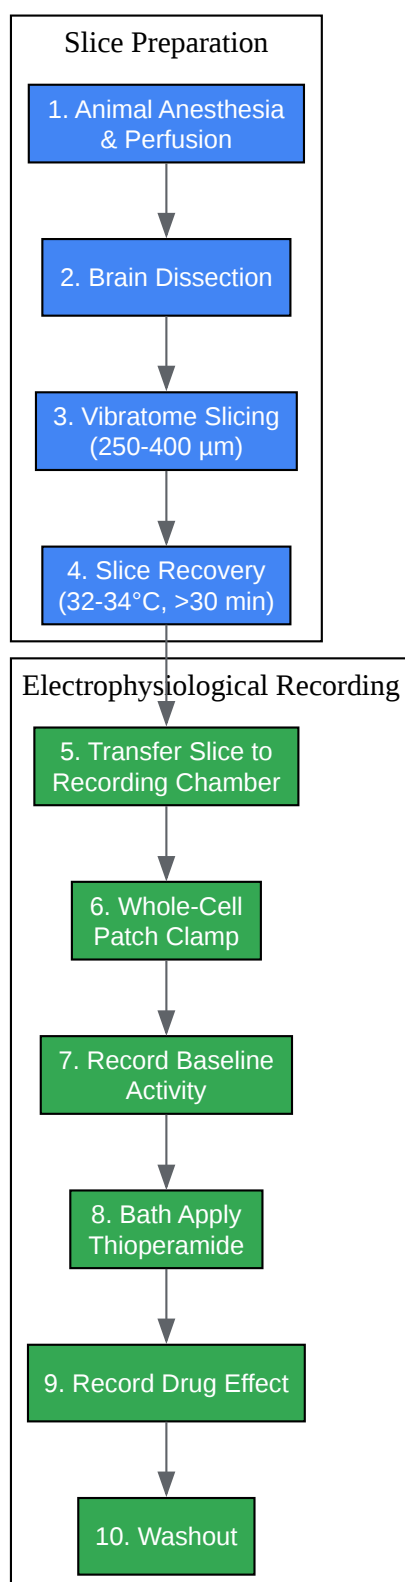 Slice Preparation
1. Animal Anesthesia
& Perfusion
2. Brain Dissection
3. Vibratome Slicing
(250-400 µm)
4. Slice Recovery
(32-34°C, >30 min)
Electrophysiological Recording
5. Transfer Slice to
Recording Chamber
6. Whole-Cell
Patch Clamp
7. Record Baseline
Activity
8. Bath Apply
Thioperamide
9. Record Drug Effect
10. Washout